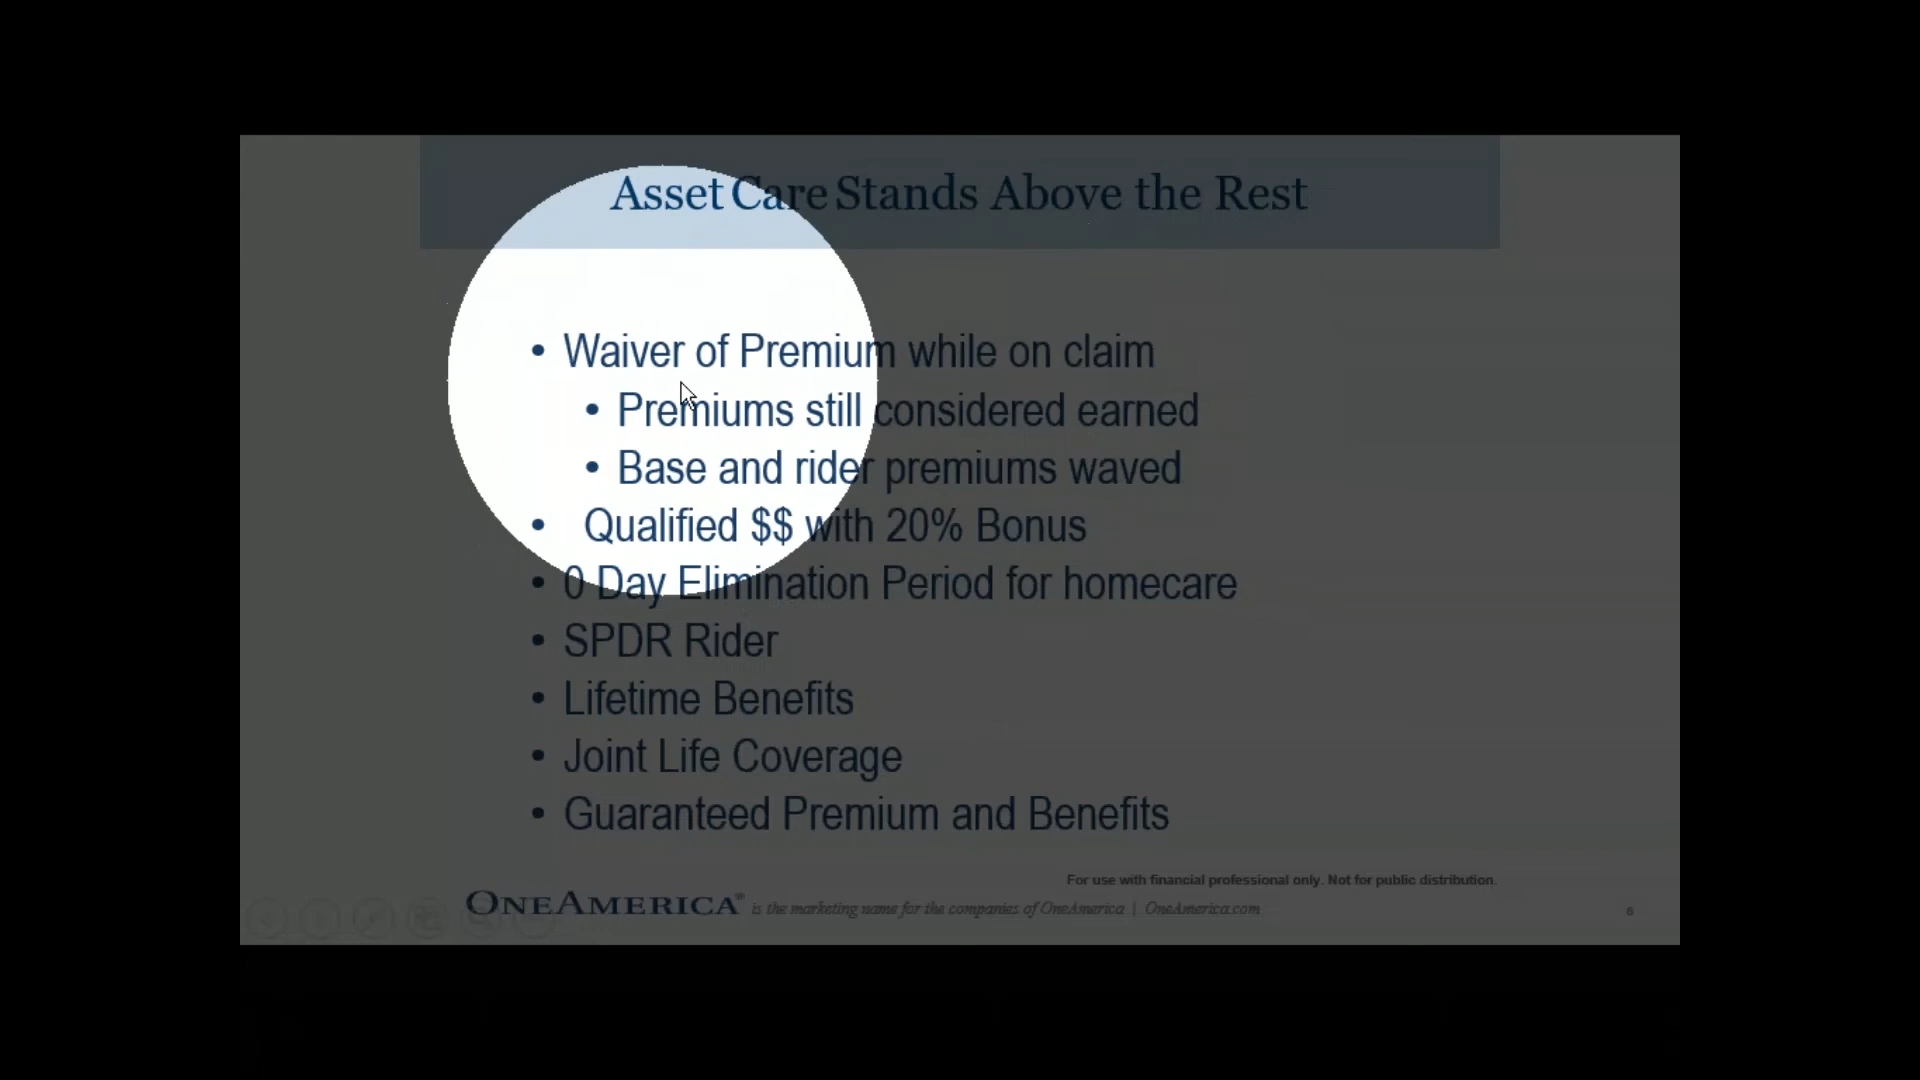 Asset Care Stands Above the Rest
• Waiver of Premium while on claim
• Premiums still considered earned
• Base and rider premiums waved
• Qualified $$ with 20% Bonus
• 0 Day Elimination Period for homecare
• SPDR Rider
• Lifetime Benefits
• Joint Life Coverage
• Guaranteed Premium and Benefits
For use with financial professional only. Not for public distribution.
ONEAMERICA® is the marketing name for the companies of OneAmerica | OneAmerica.com
6